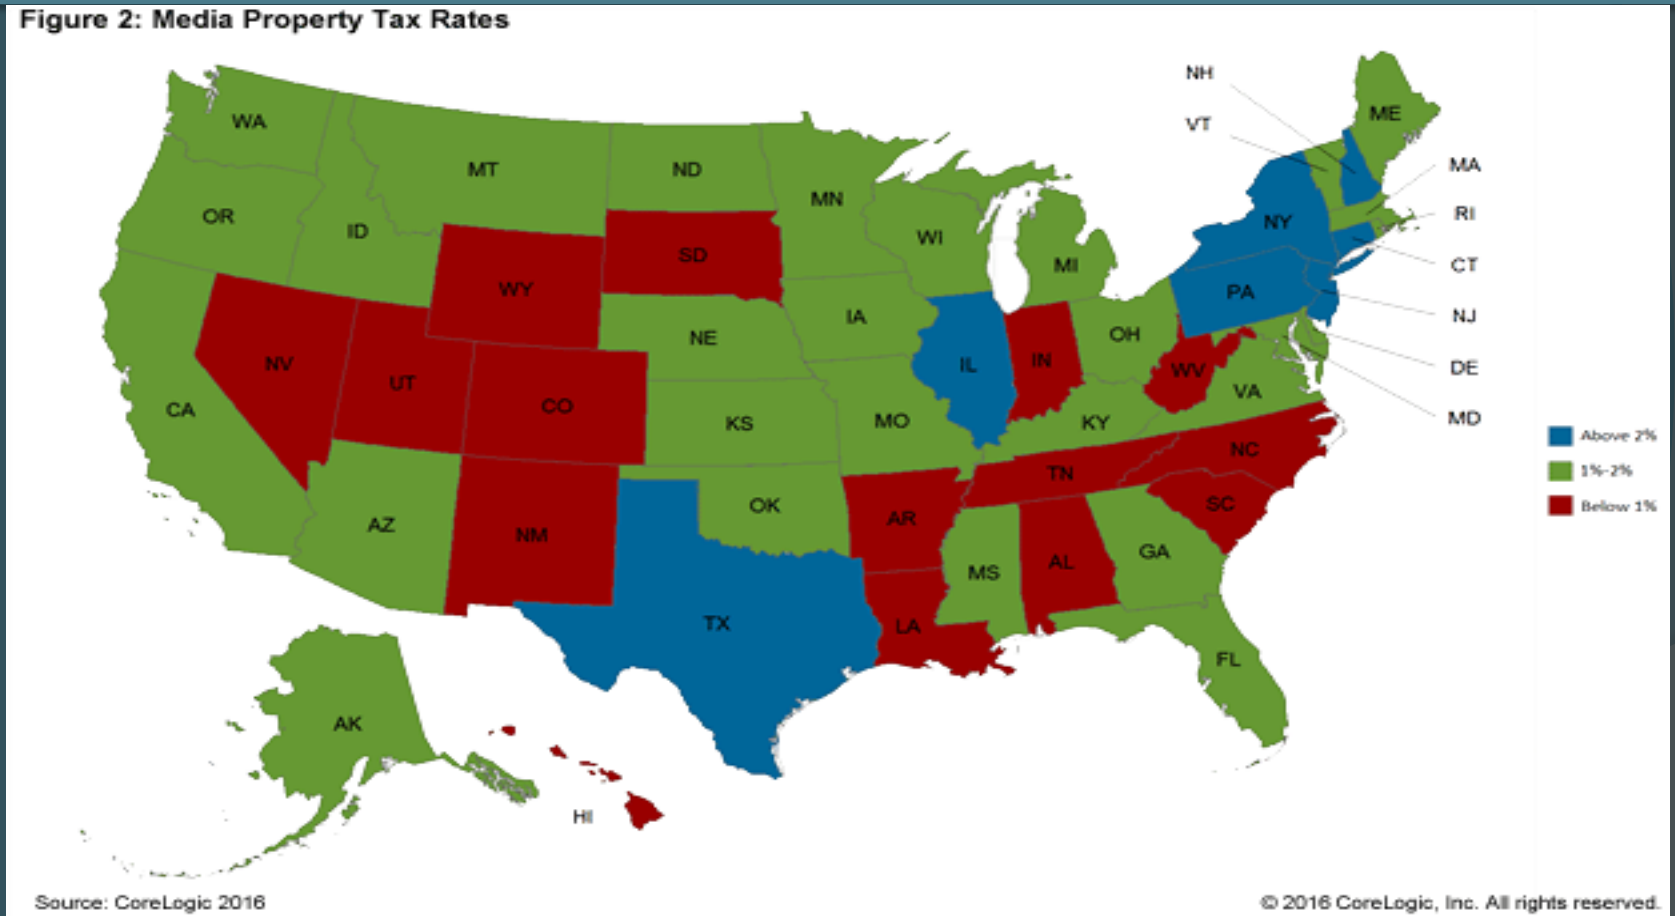 Figure 2: Media Property Tax Rates
NH
VT
ME
WA
MA
MT
ND
MN
OR
RI
NY
ID
WI
SD
CT
MI
WY
PA
NJ
IA
OH
NE
NV
IN
IL
DE
WV
UT
VA
CO
CA
MD
MO
KY
KS
Above 2%
NC
1%-2%
TN
SC
OK
Below 1%
AR
AZ
NM
GA
AL
MS
TX
LA
FL
AK
HI
Source: CoreLogic 2016
© 2016 CoreLogic, Inc. All rights reserved.